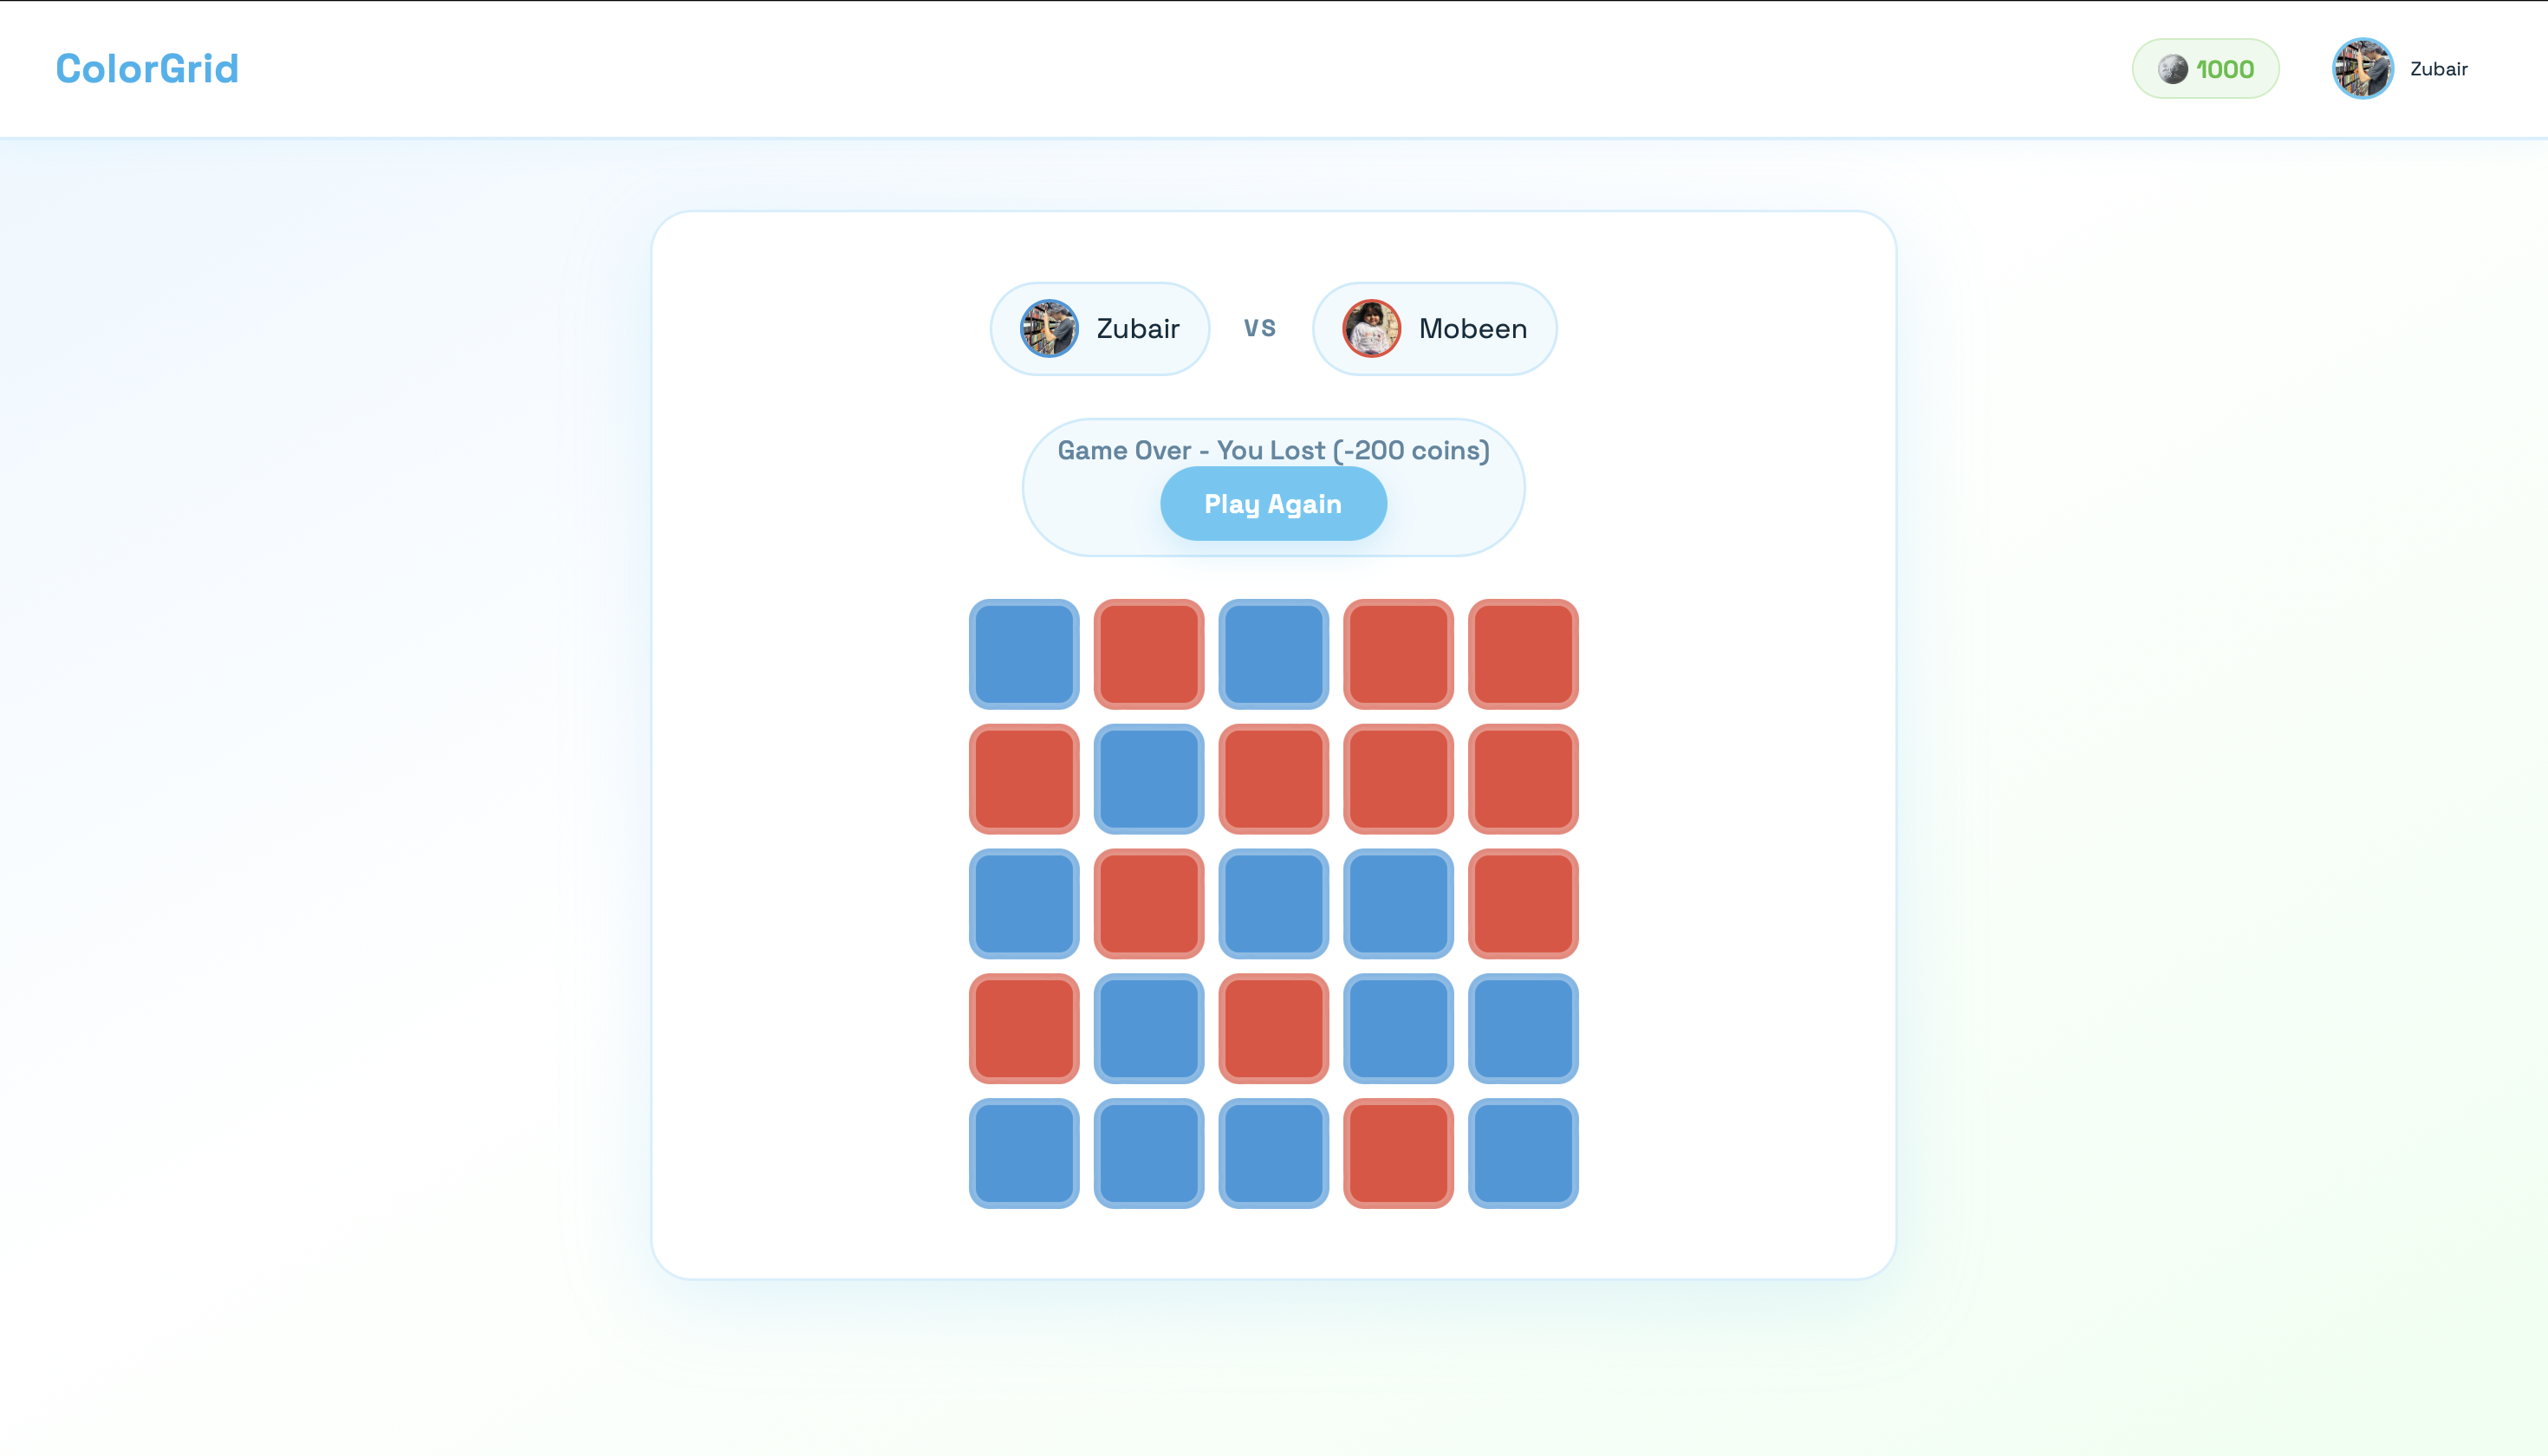 ColorGrid
1000
Zubair
Zubair
VS
Mobeen
Game Over - You Lost (-200 coins)
Play Again